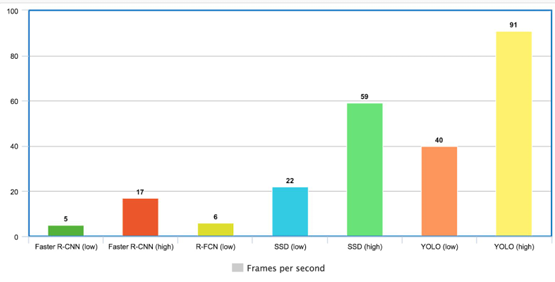 100
80
60
40
20
0
5
17
6
22
59
40
91
Faster R-CNN (low)
Faster R-CNN (high)
R-FCN (low)
SSD (low)
SSD (high)
YOLO (low)
YOLO (high)
Frames per second